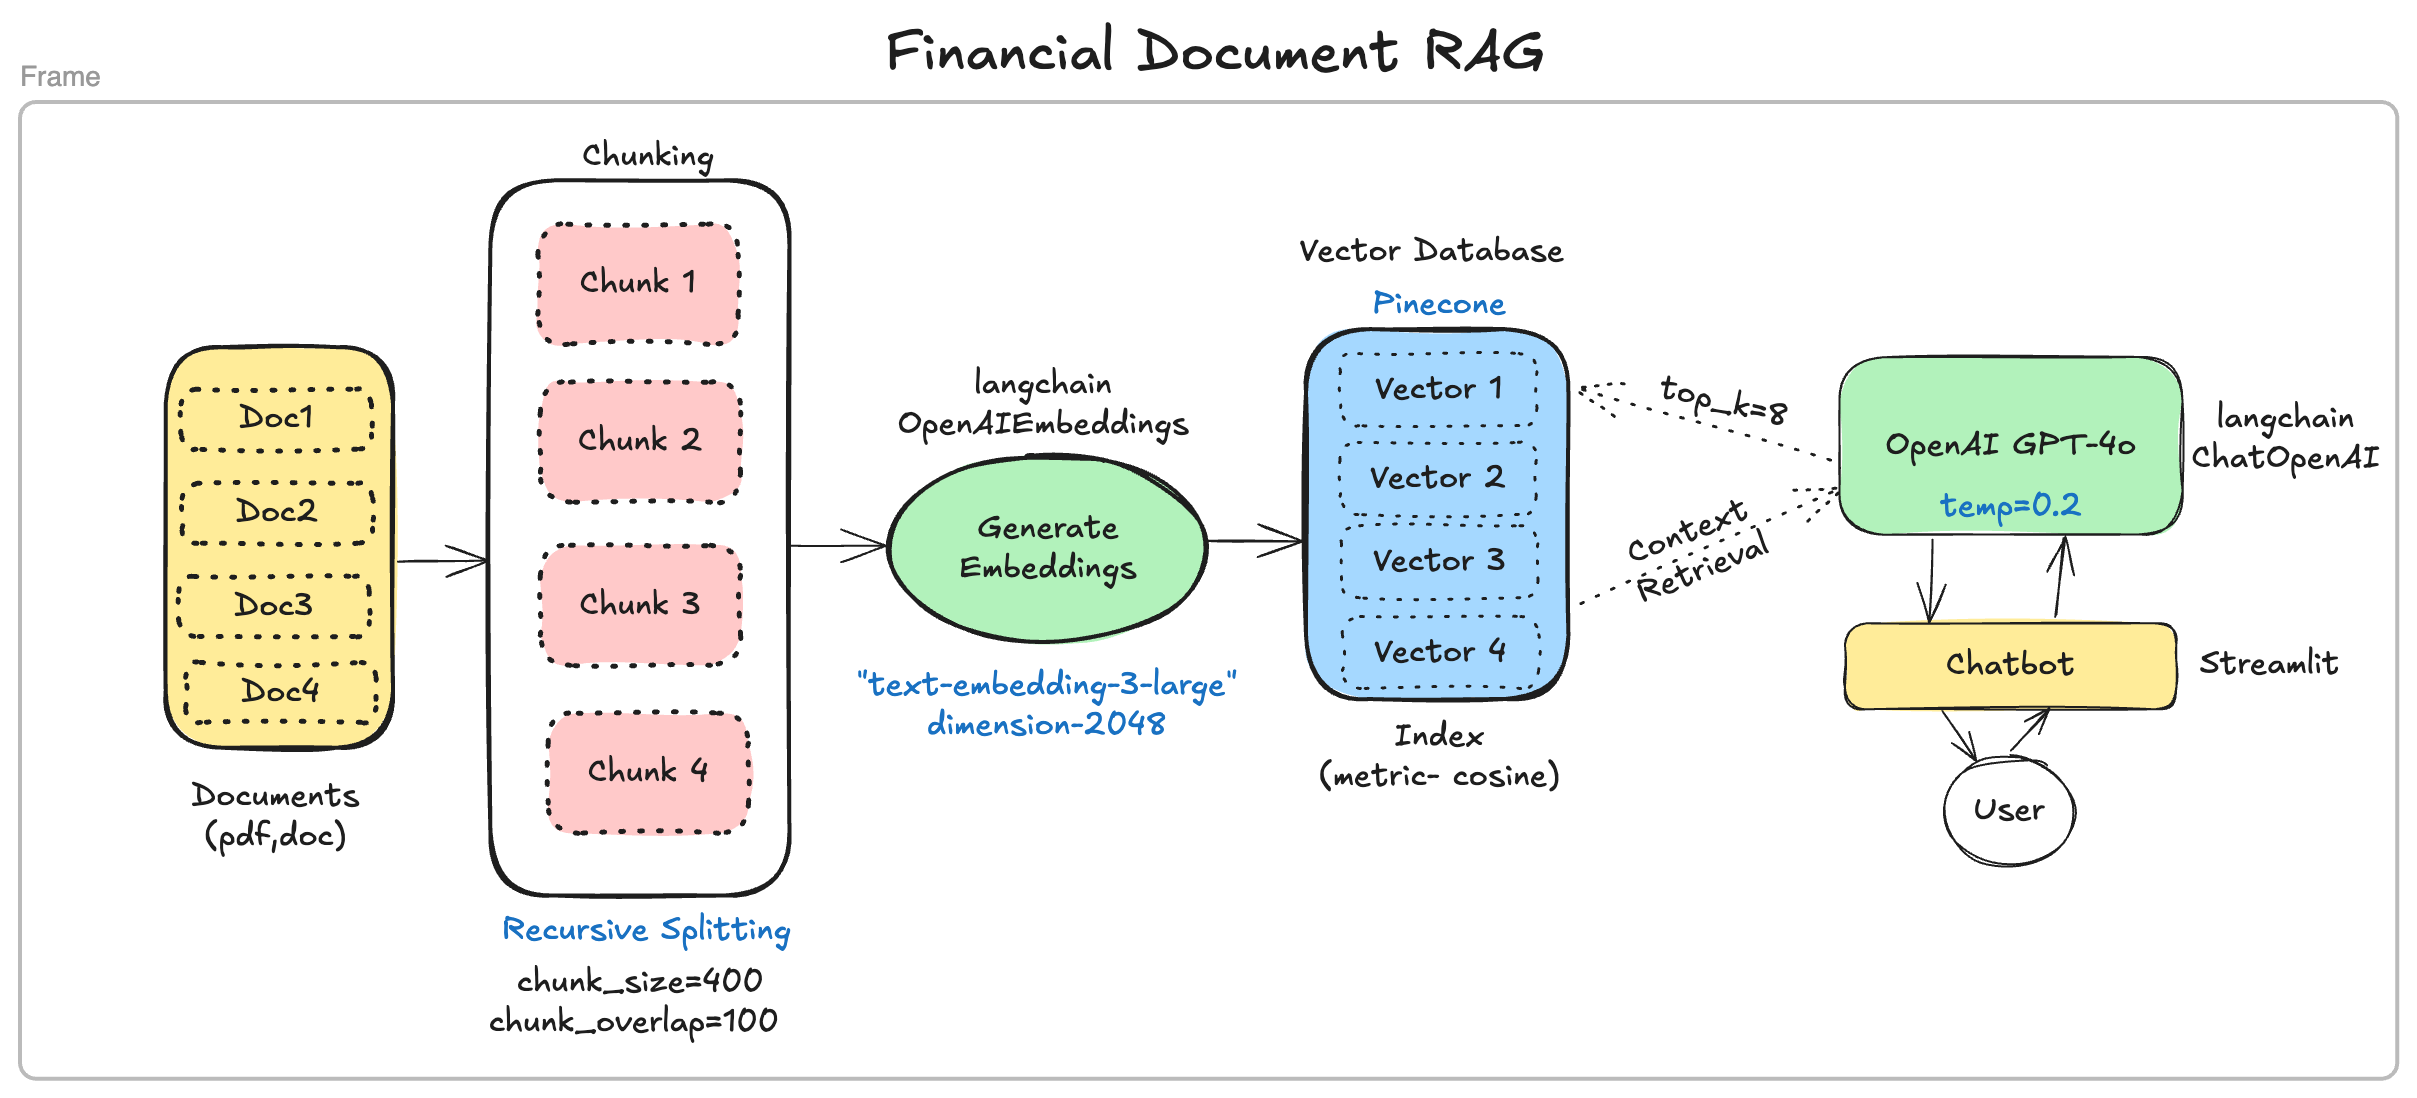 Financial Document RAG
Frame
Doc1
Doc2
Doc3
Doc4
Documents
(pdf,doc)
Chunking
Chunk 1
Chunk 2
Chunk 3
Chunk 4
Recursive Splitting
chunk_size=400
chunk_overlap=100
langchain
OpenAIEmbeddings
Generate
Embeddings
"text-embedding-3-large"
dimension-2048
Vector Database
Pinecone
Vector 1
Vector 2
Vector 3
Vector 4
Index
(metric- cosine)
top_k=8
Context
Retrieval
OpenAI GPT-4o
temp=0.2
langchain
ChatOpenAI
Chatbot
Streamlit
User